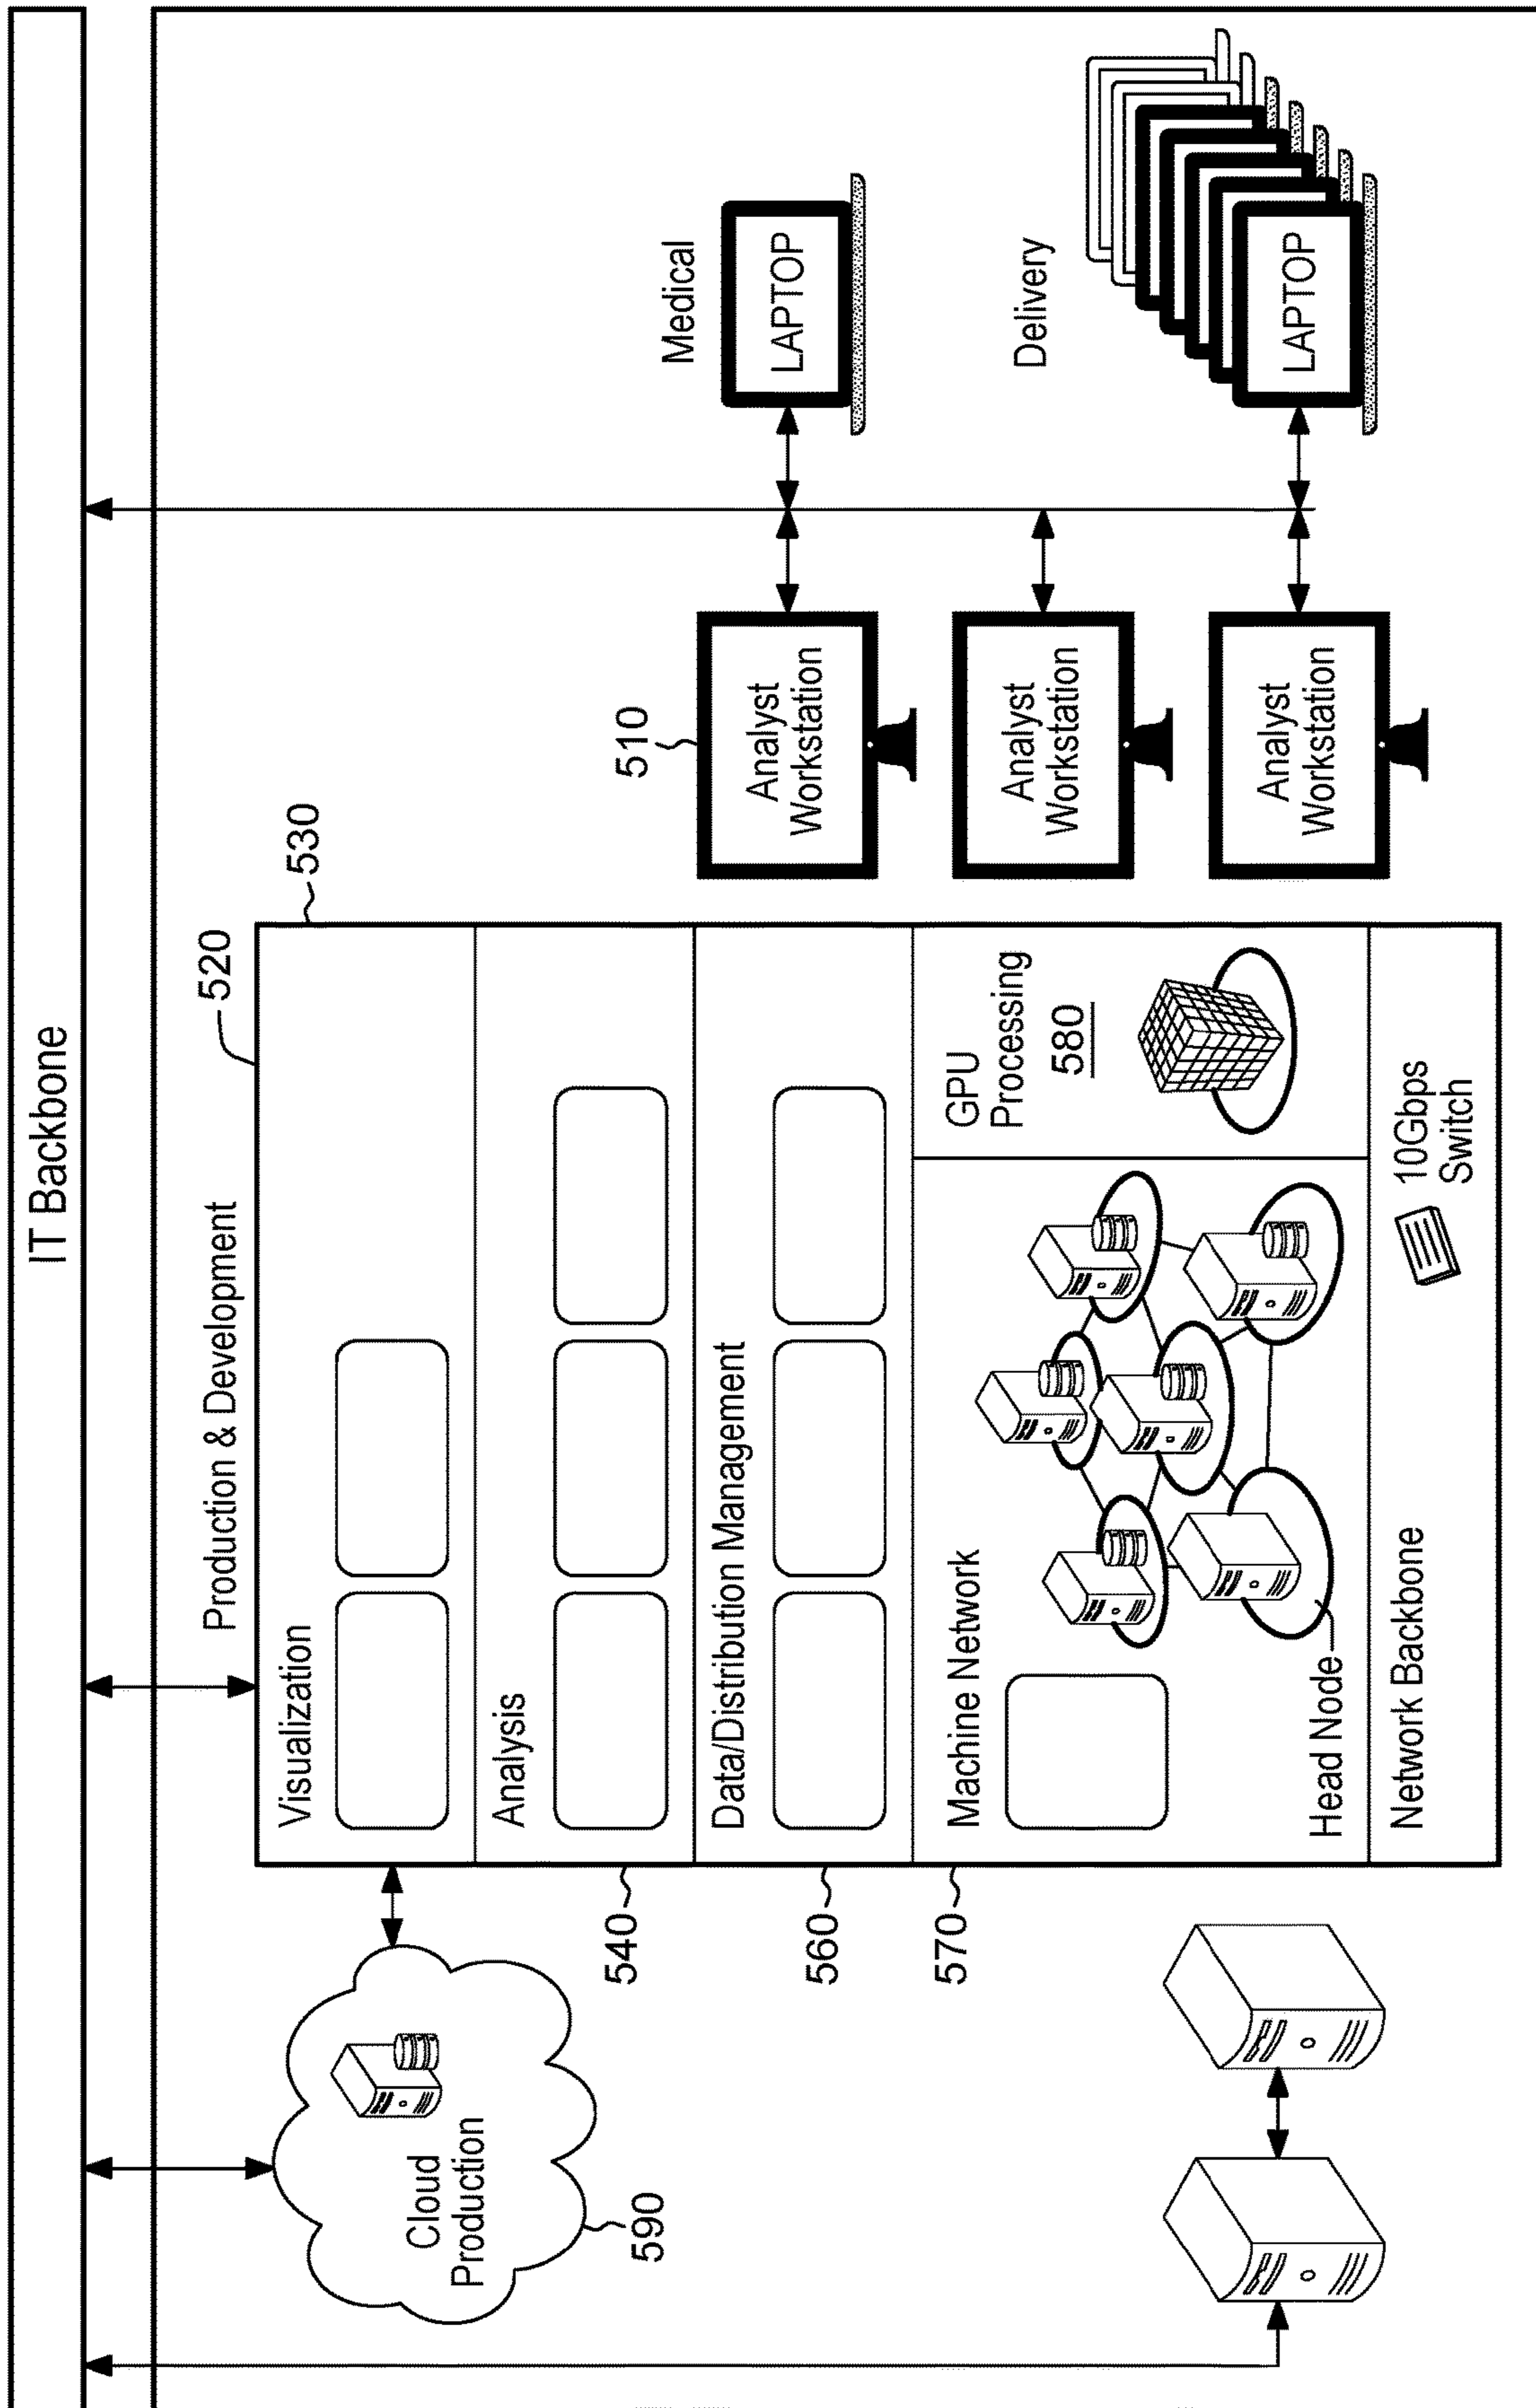 IT Backbone
Production & Development
520
530
Visualization
Analysis
540
Data/Distribution Management
560
Machine Network
570
Head Node
GPU
Processing
580
Network Backbone
10Gbps
Switch
Cloud
Production
590
510
Analyst
Workstation
Analyst
Workstation
Analyst
Workstation
Medical
LAPTOP
Delivery
LAPTOP